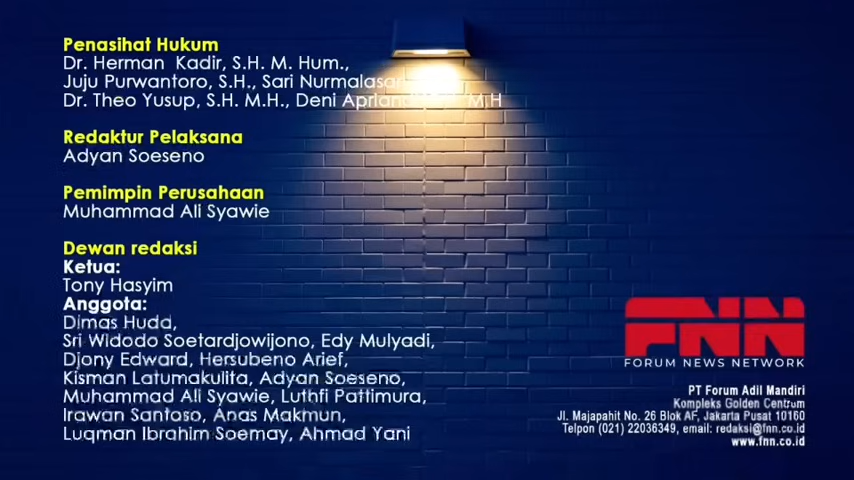 Penasihat Hukum
Dr. Herman Kadir, S.H. M. Hum.,
Juju Purwantoro, S.H., Sari Nurmalasar
Dr. Theo Yusup, S.H. M.H., Deni M.H
Redaktur Pelaksana
Adyan Soeseno
Pemimpin Perusahaan
Muhammad Ali Syawie
Dewan redaksi
Ketua:
Tony Hasyim
Anggota:
Dimas Huda,
Sri Widodo Soetardjowijono, Edy Mulyadi,
Djony Edward, Hersubeno Arief,
Kisman Latumakulita, Adyan Soeseno,
Muhammad Ali Syawie, Luthfi Pattimura,
Irawan Santoso, Anas Makmun,
Luqman Ibrahim Soemay, Ahmad Yani
FNN
FORUM NEWS NETWORK
PT Forum Adil Mandiri
Kompleks Golden Centrum
Jl. Majapahit No. 26 Blok AF, Jakarta Pusat 10160
Telpon (021) 22036349, email: redaksi@fnn.co.id
www.fnn.co.id